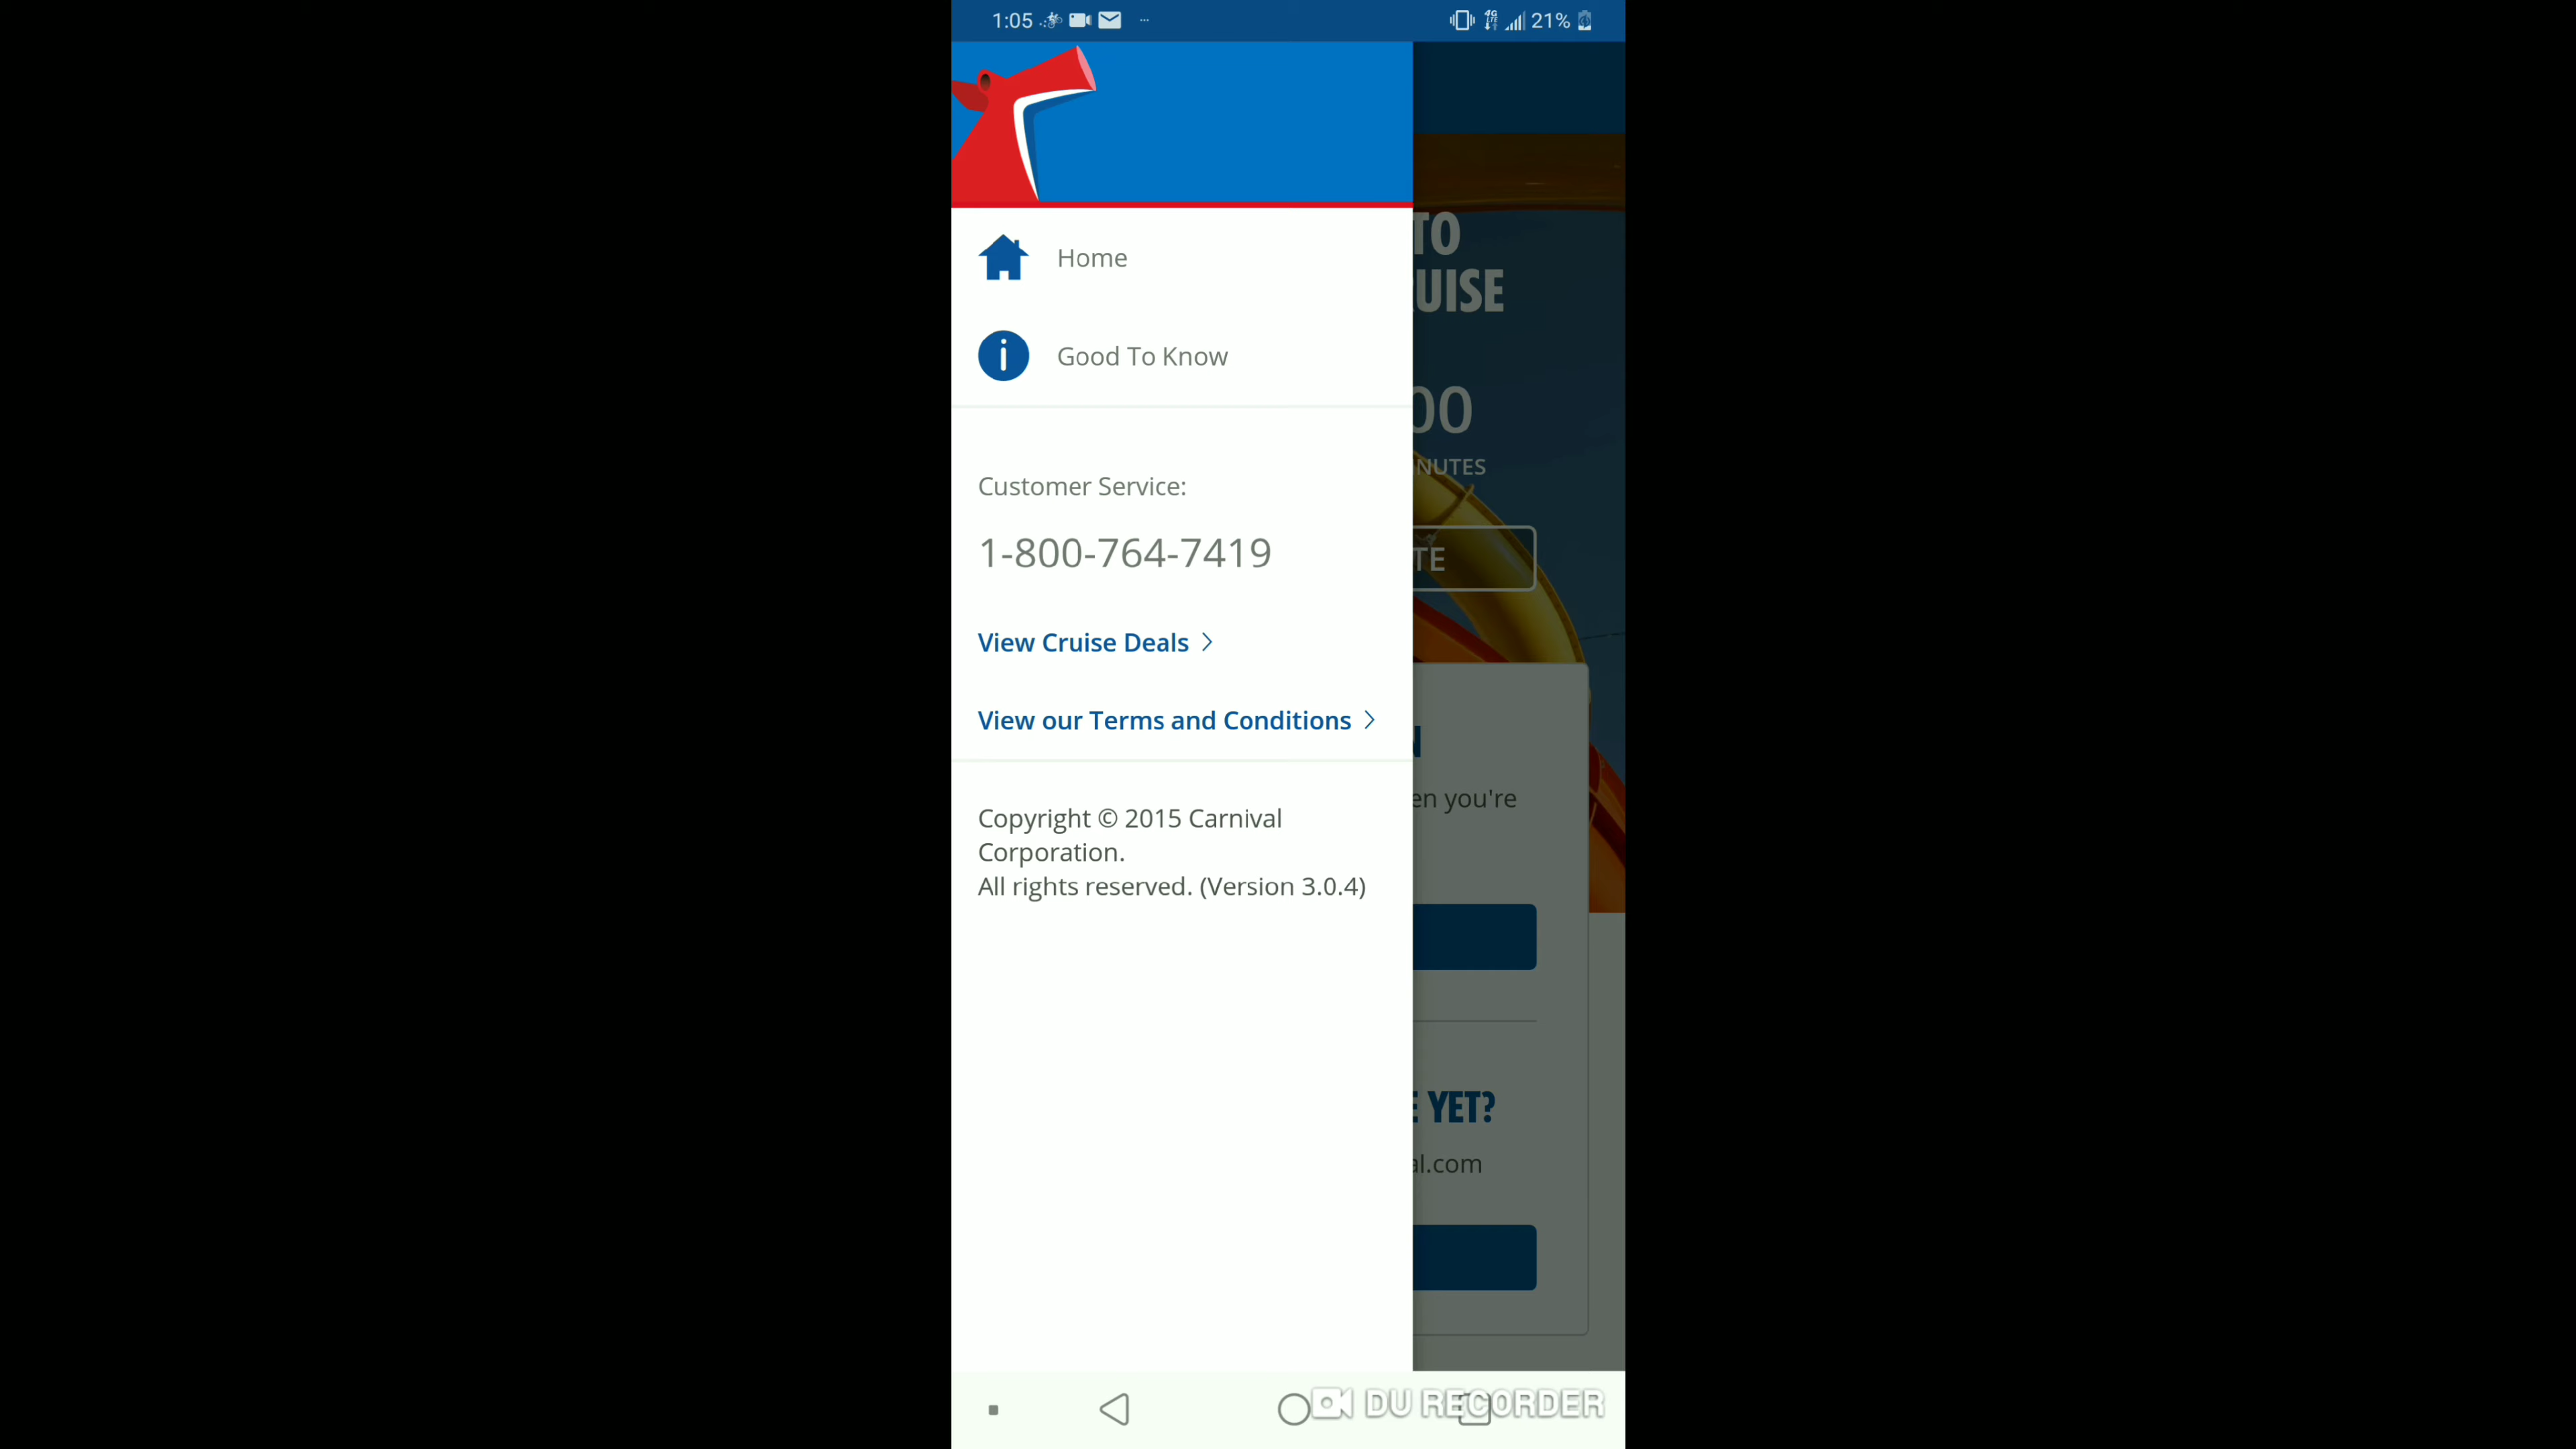 1:05 ... 4G LTE 21%
TO
UISE
Home
Good To Know
00
NUTES
Customer Service:
1-800-764-7419
TE
View Cruise Deals >
View our Terms and Conditions >
N
en you're
Copyright © 2015 Carnival
Corporation.
All rights reserved. (Version 3.0.4)
E YET?
al.com
DU RECORDER